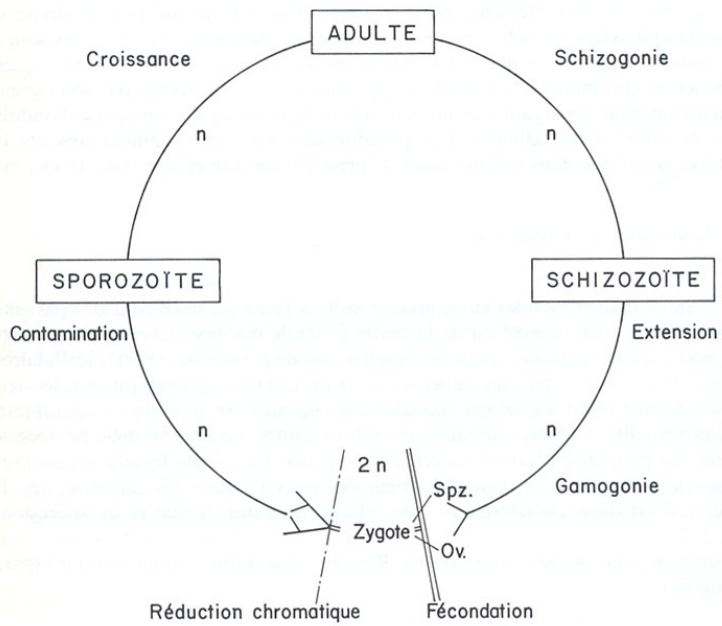 ADULTE
Croissance
Schizogonie
n
n
SPOROZOÏTE
SCHIZOZOÏTE
Contamination
Extension
n
n
2 n
Spz.
Gamogonie
Zygote
Ov.
Réduction chromatique
Fécondation